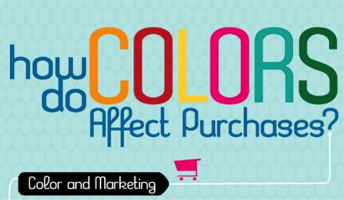 how COLORS
do Affect Purchases?
Color and Marketing